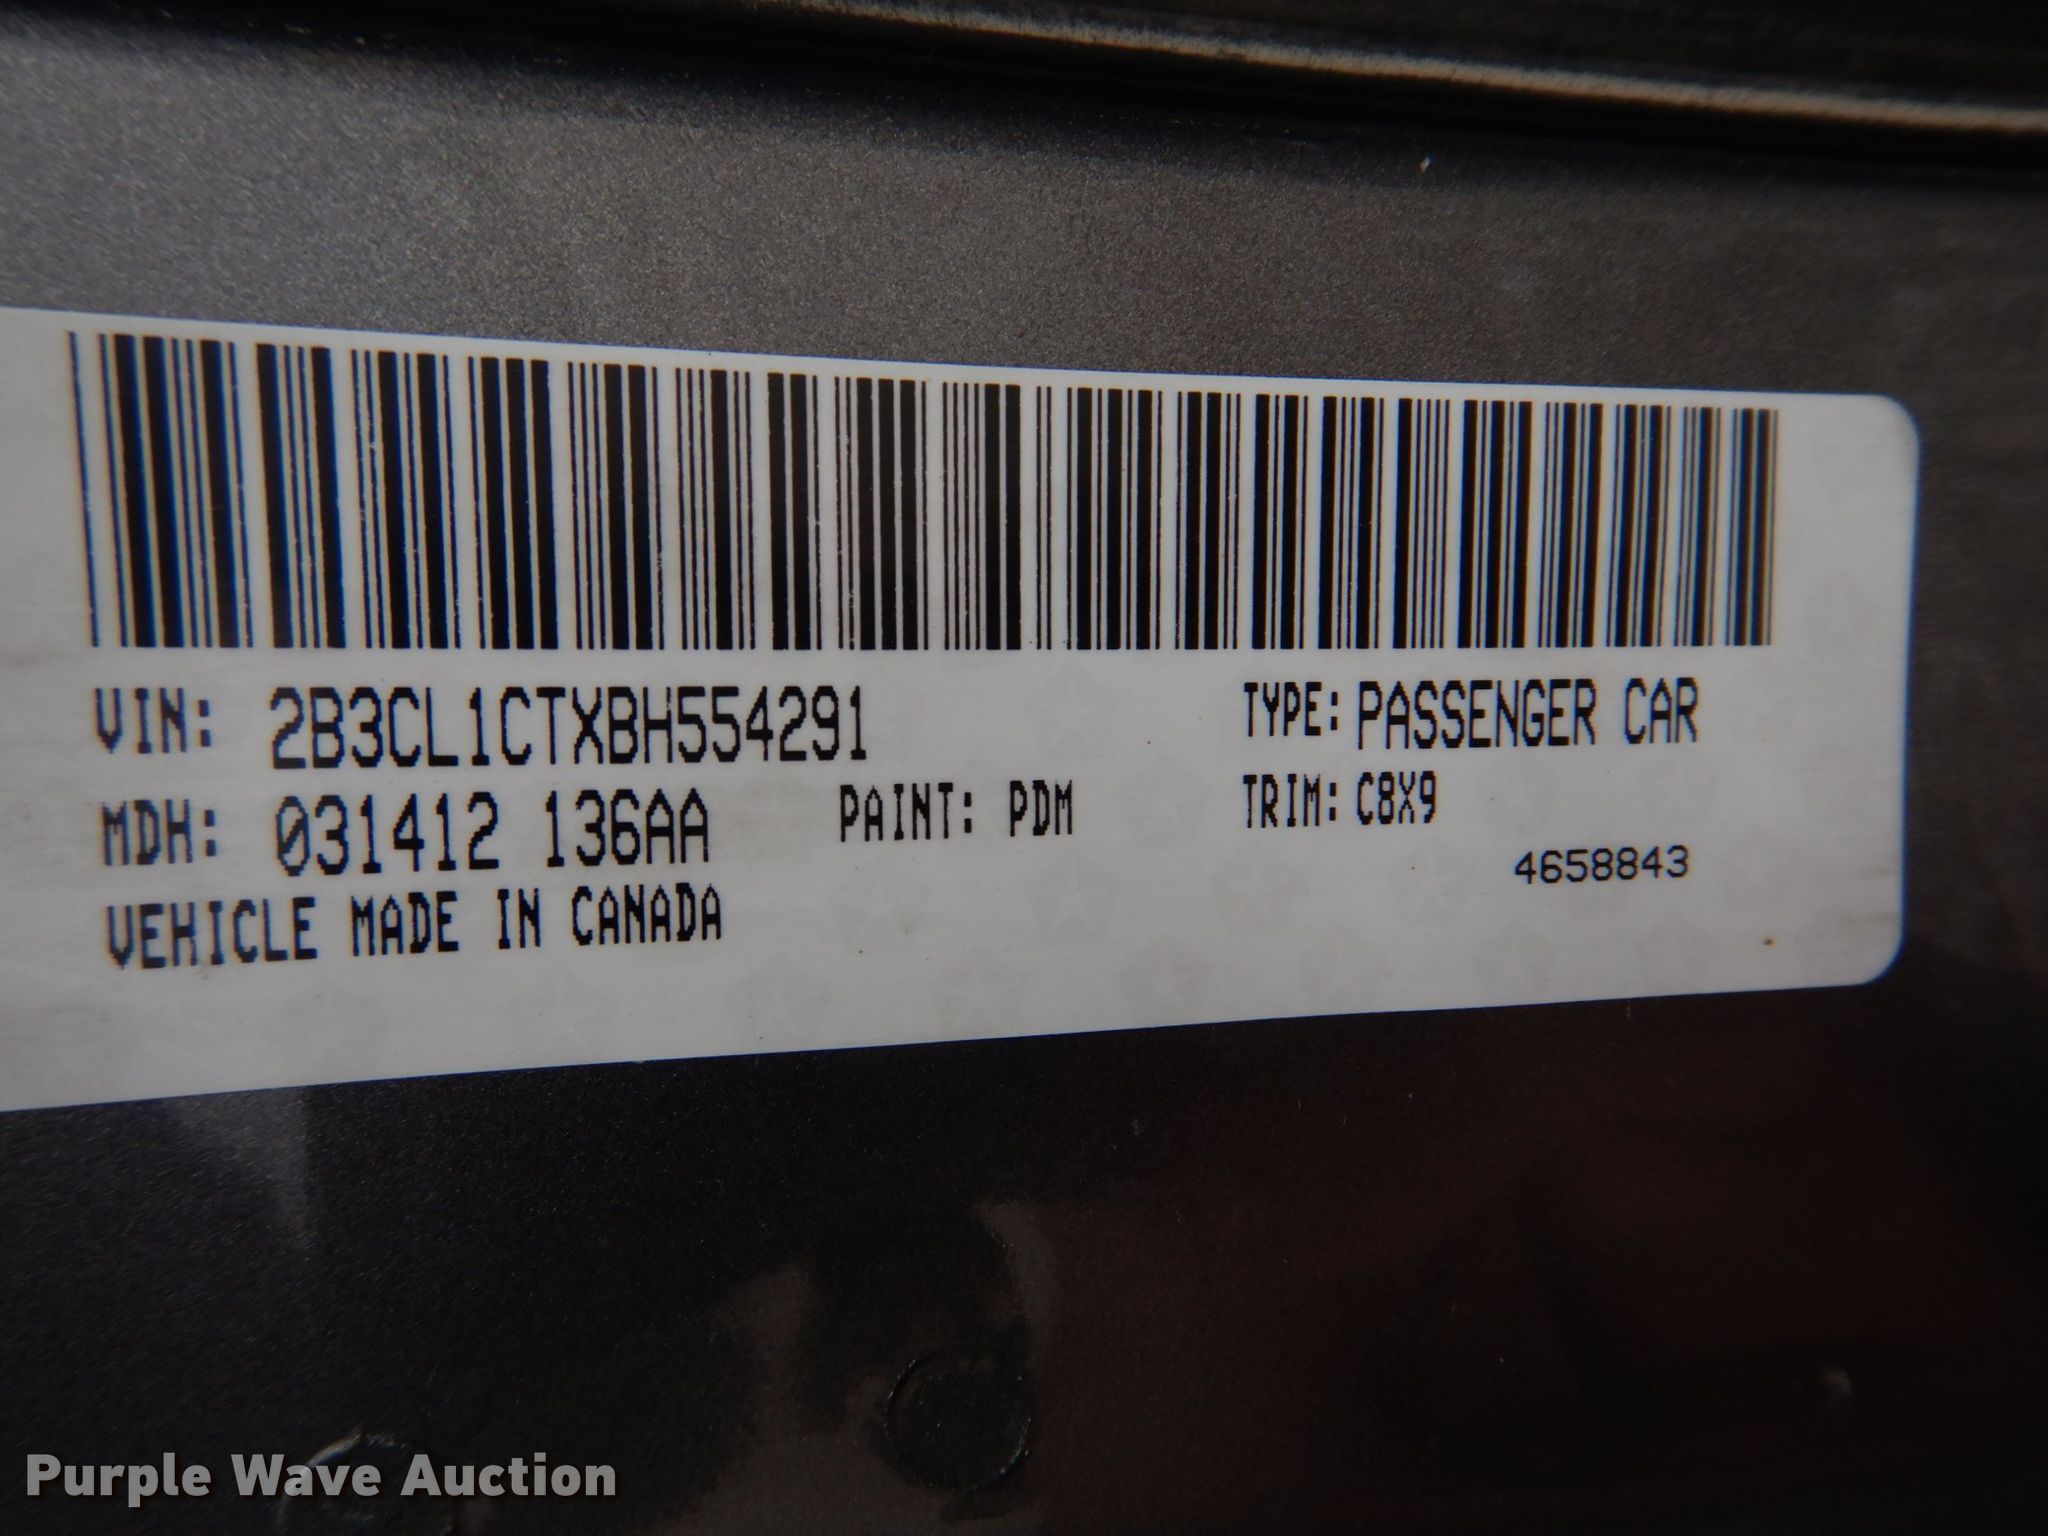 VIN: 2B3CL1CTXBH554291 TYPE: PASSENGER CAR
MDH: 031412 136AA PAINT: PDM TRIM: C8X9
4658843
VEHICLE MADE IN CANADA
Purple Wave Auction